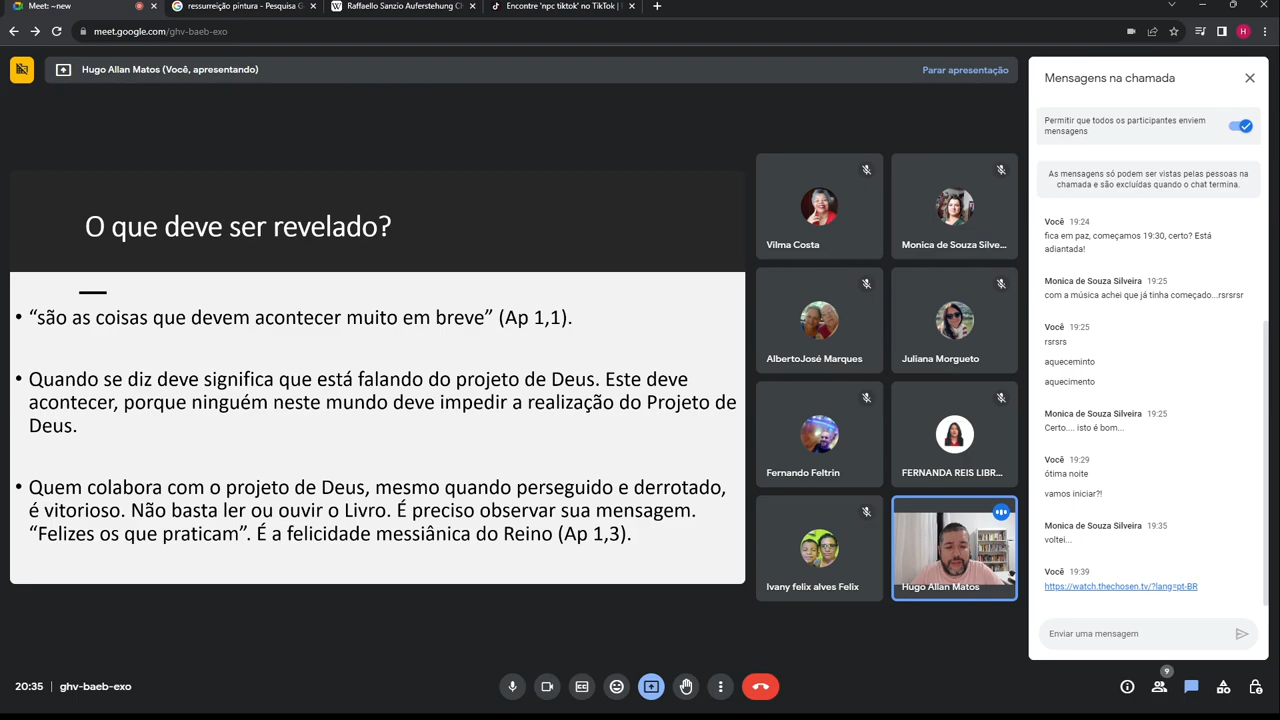 Meet: ~new
ressurreição pintura - Pesquisa G
Raffaello Sanzio Auferstehung Ch
Encontre 'npc tiktok' no TikTok |
meet.google.com/ghv-baeb-exo
H
Hugo Allan Matos (Você, apresentando)
Parar apresentação
O que deve ser revelado?
• “são as coisas que devem acontecer muito em breve” (Ap 1,1).
• Quando se diz deve significa que está falando do projeto de Deus. Este deve
acontecer, porque ninguém neste mundo deve impedir a realização do Projeto de
Deus.
• Quem colabora com o projeto de Deus, mesmo quando perseguido e derrotado,
é vitorioso. Não basta ler ou ouvir o Livro. É preciso observar sua mensagem.
“Felizes os que praticam”. É a felicidade messiânica do Reino (Ap 1,3).
Vilma Costa
Monica de Souza Silve...
AlbertoJosé Marques
Juliana Morgueto
Fernando Feltrin
FERNANDA REIS LIBR...
Ivany felix alves Felix
Hugo Allan Matos
Mensagens na chamada
Permitir que todos os participantes enviem
mensagens
As mensagens só podem ser vistas pelas pessoas na
chamada e são excluídas quando o chat termina.
Você 19:24
fica em paz, começamos 19:30, certo? Está
adiantada!
Monica de Souza Silveira 19:25
com a música achei que já tinha começado...rsrsrsr
Você 19:25
rsrsrs
aqueceminto
aquecimento
Monica de Souza Silveira 19:25
Certo.... isto é bom...
Você 19:29
ótima noite
vamos iniciar?!
Monica de Souza Silveira 19:35
voltei...
Você 19:39
https://watch.thechosen.tv/?lang=pt-BR
Enviar uma mensagem
20:35 | ghv-baeb-exo
9